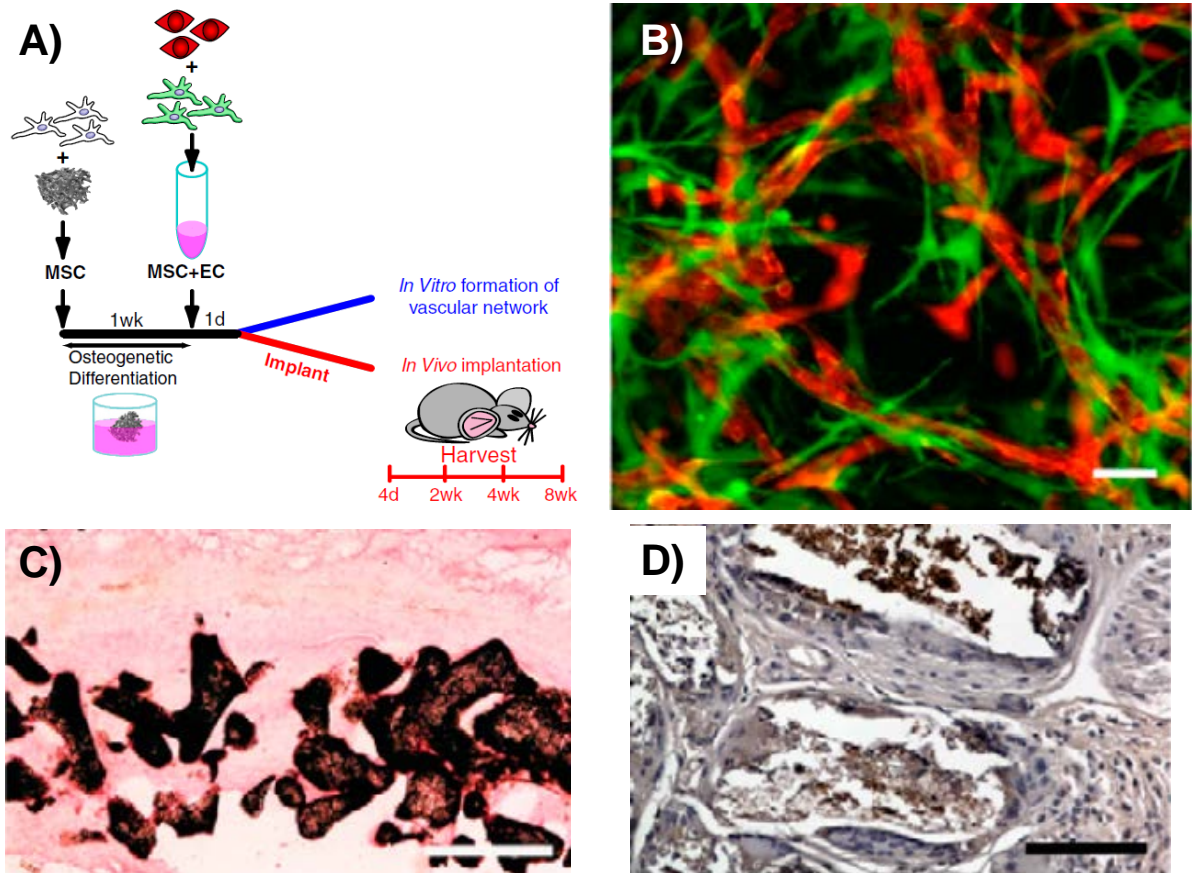 A)
+
+
MSC
MSC+EC
1wk
1d
Osteogenetic
Differentiation
Implant
In Vitro formation of
vascular network
In Vivo implantation
Harvest
4d 2wk 4wk 8wk
B)
C)
D)